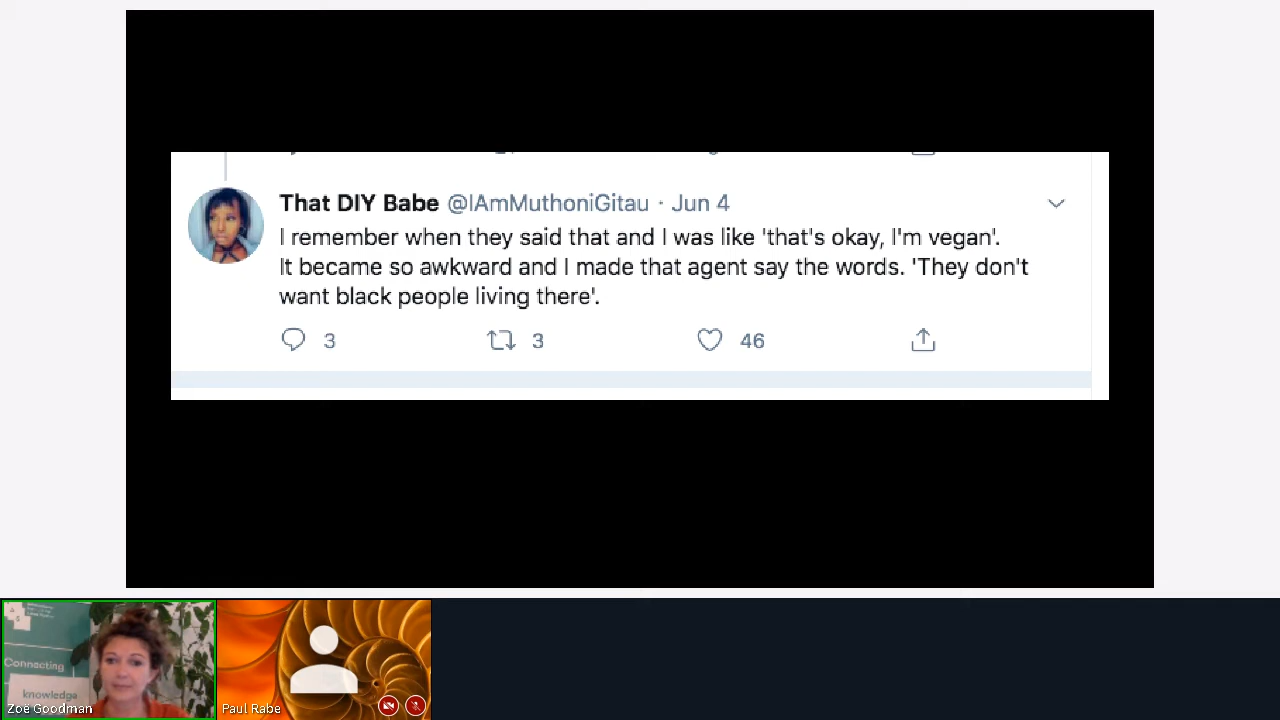 That DIY Babe @IAmMuthoniGitau · Jun 4
I remember when they said that and I was like 'that's okay, I'm vegan'.
It became so awkward and I made that agent say the words. 'They don't
want black people living there'.
3 3 46
Connecting
knowledge
Zoë Goodman
Paul Rabe